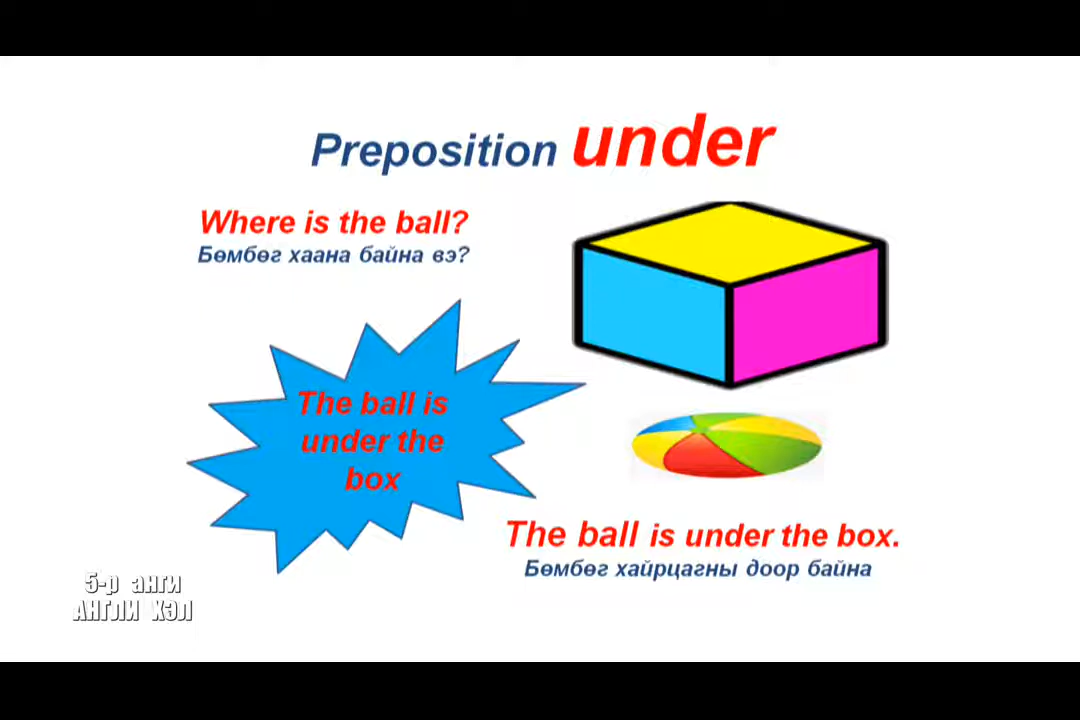 Preposition under
Where is the ball?
Бөмбөг хаана байна вэ?
The ball is
under the
box
The ball is under the box.
Бөмбөг хайрцагны доор байна
5-р анги
АНГЛИ ХЭЛ